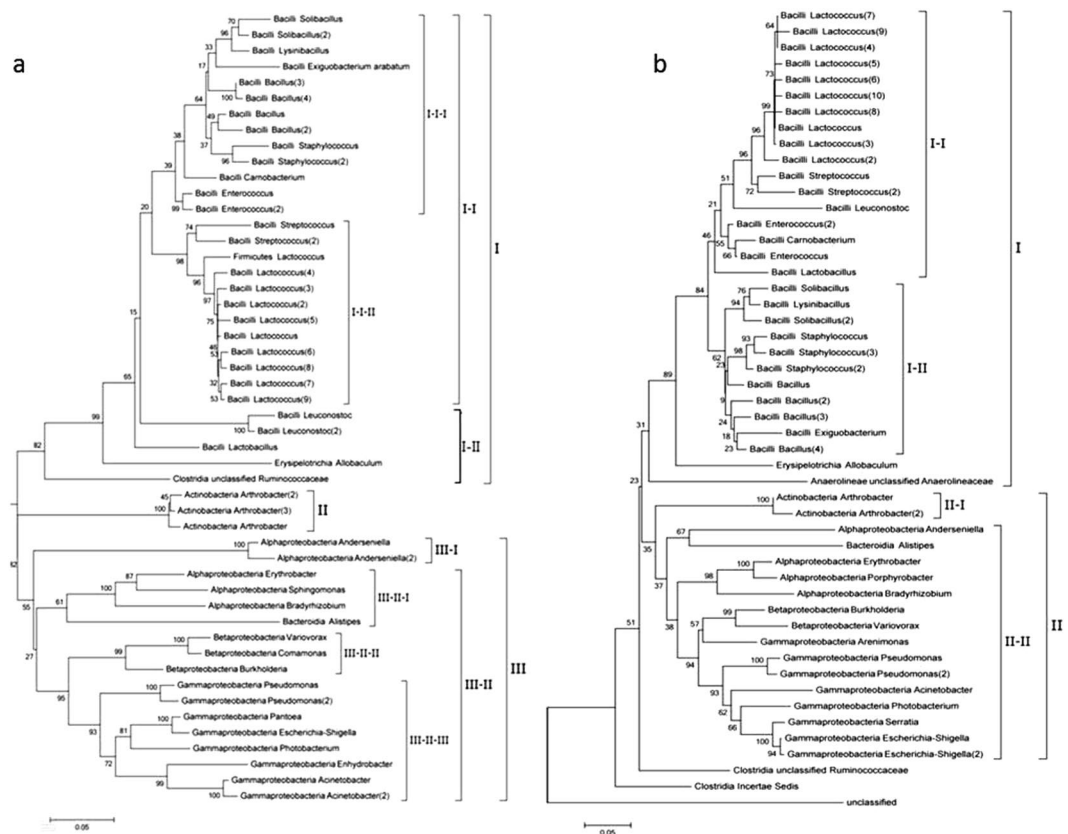 a
70 Bacilli Solibacillus
96 Bacilli Solibacillus(2)
33 Bacilli Lysinibacillus
17 Bacilli Exiguobacterium arabatum
Bacilli Bacillus(3)
64 100 Bacilli Bacillus(4)
49 Bacilli Bacillus
Bacilli Bacillus(2)
37 Bacilli Staphylococcus
38 96 Bacilli Staphylococcus(2)
39 Bacilli Carnobacterium
Bacilli Enterococcus
20 99 Bacilli Enterococcus(2)
74 Bacilli Streptococcus
Bacilli Streptococcus(2)
98 Firmicutes Lactococcus
96 Bacilli Lactococcus(4)
Bacilli Lactococcus(3)
97 Bacilli Lactococcus(2)
15 75 Bacilli Lactococcus(5)
Bacilli Lactococcus
46
53 Bacilli Lactococcus(6)
Bacilli Lactococcus(8)
65 32 Bacilli Lactococcus(7)
53 Bacilli Lactococcus(9)
99 Bacilli Leuconostoc
100 Bacilli Leuconostoc(2)
82 Bacilli Lactobacillus
Erysipelotrichia Allobaculum
Clostridia unclassified Ruminococcaceae
45 Actinobacteria Arthrobacter(2)
100 Actinobacteria Arthrobacter(3)
Actinobacteria Arthrobacter
Alphaproteobacteria Anderseniella
100 Alphaproteobacteria Anderseniella(2)
62 87 Alphaproteobacteria Erythrobacter
100 Alphaproteobacteria Sphingomonas
55 61 Alphaproteobacteria Bradyrhizobium
Bacteroidia Alistipes
100 Betaproteobacteria Variovorax
27 99 Betaproteobacteria Comamonas
Betaproteobacteria Burkholderia
95 100 Gammaproteobacteria Pseudomonas
Gammaproteobacteria Pseudomonas(2)
93 100 Gammaproteobacteria Pantoea
81 Gammaproteobacteria Escherichia-Shigella
Gammaproteobacteria Photobacterium
72 Gammaproteobacteria Enhydrobacter
99 Gammaproteobacteria Acinetobacter
100 Gammaproteobacteria Acinetobacter(2)
I-I-I
I-I
I
I-I-II
I-II
II
III-I
III-II-I
III-II-II
III-II
III
III-II-III
0.05
b
64 Bacilli Lactococcus(7)
Bacilli Lactococcus(9)
Bacilli Lactococcus(4)
Bacilli Lactococcus(5)
73 Bacilli Lactococcus(6)
Bacilli Lactococcus(10)
99 Bacilli Lactococcus(8)
96 Bacilli Lactococcus
Bacilli Lactococcus(3)
96 Bacilli Lactococcus(2)
51 Bacilli Streptococcus
72 Bacilli Streptococcus(2)
21 Bacilli Leuconostoc
Bacilli Enterococcus(2)
46 55 Bacilli Carnobacterium
66 Bacilli Enterococcus
Bacilli Lactobacillus
84 76 Bacilli Solibacillus
94 Bacilli Lysinibacillus
Bacilli Solibacillus(2)
93 Bacilli Staphylococcus
62 98 Bacilli Staphylococcus(3)
23 Bacilli Staphylococcus(2)
89 Bacilli Bacillus
9 Bacilli Bacillus(2)
24 Bacilli Bacillus(3)
31 18 Bacilli Exiguobacterium
23 Bacilli Bacillus(4)
Erysipelotrichia Allobaculum
23 Anaerolineae unclassified Anaerolineaceae
100 Actinobacteria Arthrobacter
Actinobacteria Arthrobacter(2)
67 Alphaproteobacteria Anderseniella
35 Bacteroidia Alistipes
100 Alphaproteobacteria Erythrobacter
37 98 Alphaproteobacteria Porphyrobacter
Alphaproteobacteria Bradyrhizobium
99 Betaproteobacteria Burkholderia
51 38 57 Betaproteobacteria Variovorax
Gammaproteobacteria Arenimonas
94 100 Gammaproteobacteria Pseudomonas
Gammaproteobacteria Pseudomonas(2)
93 Gammaproteobacteria Acinetobacter
62 Gammaproteobacteria Photobacterium
66 Gammaproteobacteria Serratia
100 Gammaproteobacteria Escherichia-Shigella
94 Gammaproteobacteria Escherichia-Shigella(2)
Clostridia unclassified Ruminococcaceae
Clostridia Incertae Sedis
unclassified
I-I
I
I-II
II-I
II-II
II
0.05